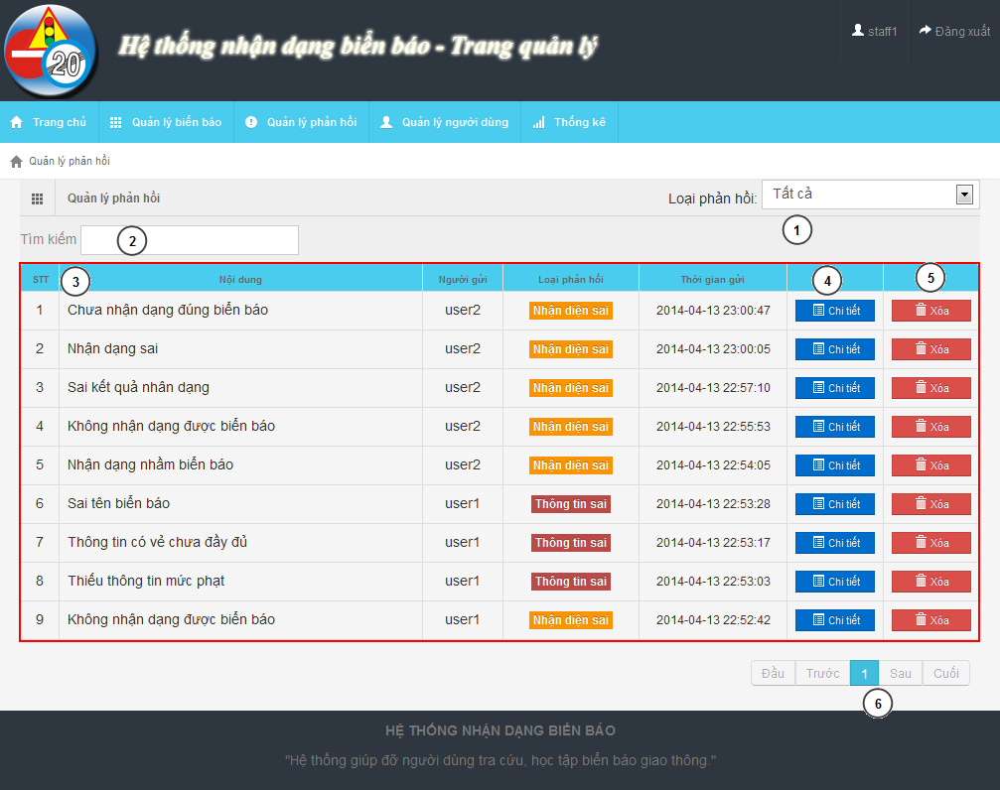 20
Hệ thống nhận dạng biển báo - Trang quản lý
staff1 Đăng xuất
Trang chủ Quản lý biển báo Quản lý phản hồi Quản lý người dùng Thống kê
Quản lý phản hồi
Quản lý phản hồi Loại phản hồi: Tất cả
1
Tìm kiếm 2
STT 3 Nội dung Người gửi Loại phản hồi Thời gian gửi 4 5
1 Chưa nhận dạng đúng biển báo user2 Nhận diện sai 2014-04-13 23:00:47 Chi tiết Xóa
2 Nhận dạng sai user2 Nhận diện sai 2014-04-13 23:00:05 Chi tiết Xóa
3 Sai kết quả nhân dạng user2 Nhận diện sai 2014-04-13 22:57:10 Chi tiết Xóa
4 Không nhận dạng được biển báo user2 Nhận diện sai 2014-04-13 22:55:53 Chi tiết Xóa
5 Nhận dạng nhầm biển báo user2 Nhận diện sai 2014-04-13 22:54:05 Chi tiết Xóa
6 Sai tên biển báo user1 Thông tin sai 2014-04-13 22:53:28 Chi tiết Xóa
7 Thông tin có vẻ chưa đầy đủ user1 Thông tin sai 2014-04-13 22:53:17 Chi tiết Xóa
8 Thiếu thông tin mức phạt user1 Thông tin sai 2014-04-13 22:53:03 Chi tiết Xóa
9 Không nhận dạng được biển báo user1 Nhận diện sai 2014-04-13 22:52:42 Chi tiết Xóa
Đầu Trước 1 Sau Cuối
6
HỆ THỐNG NHẬN DẠNG BIỂN BÁO
"Hệ thống giúp đỡ người dùng tra cứu, học tập biển báo giao thông."